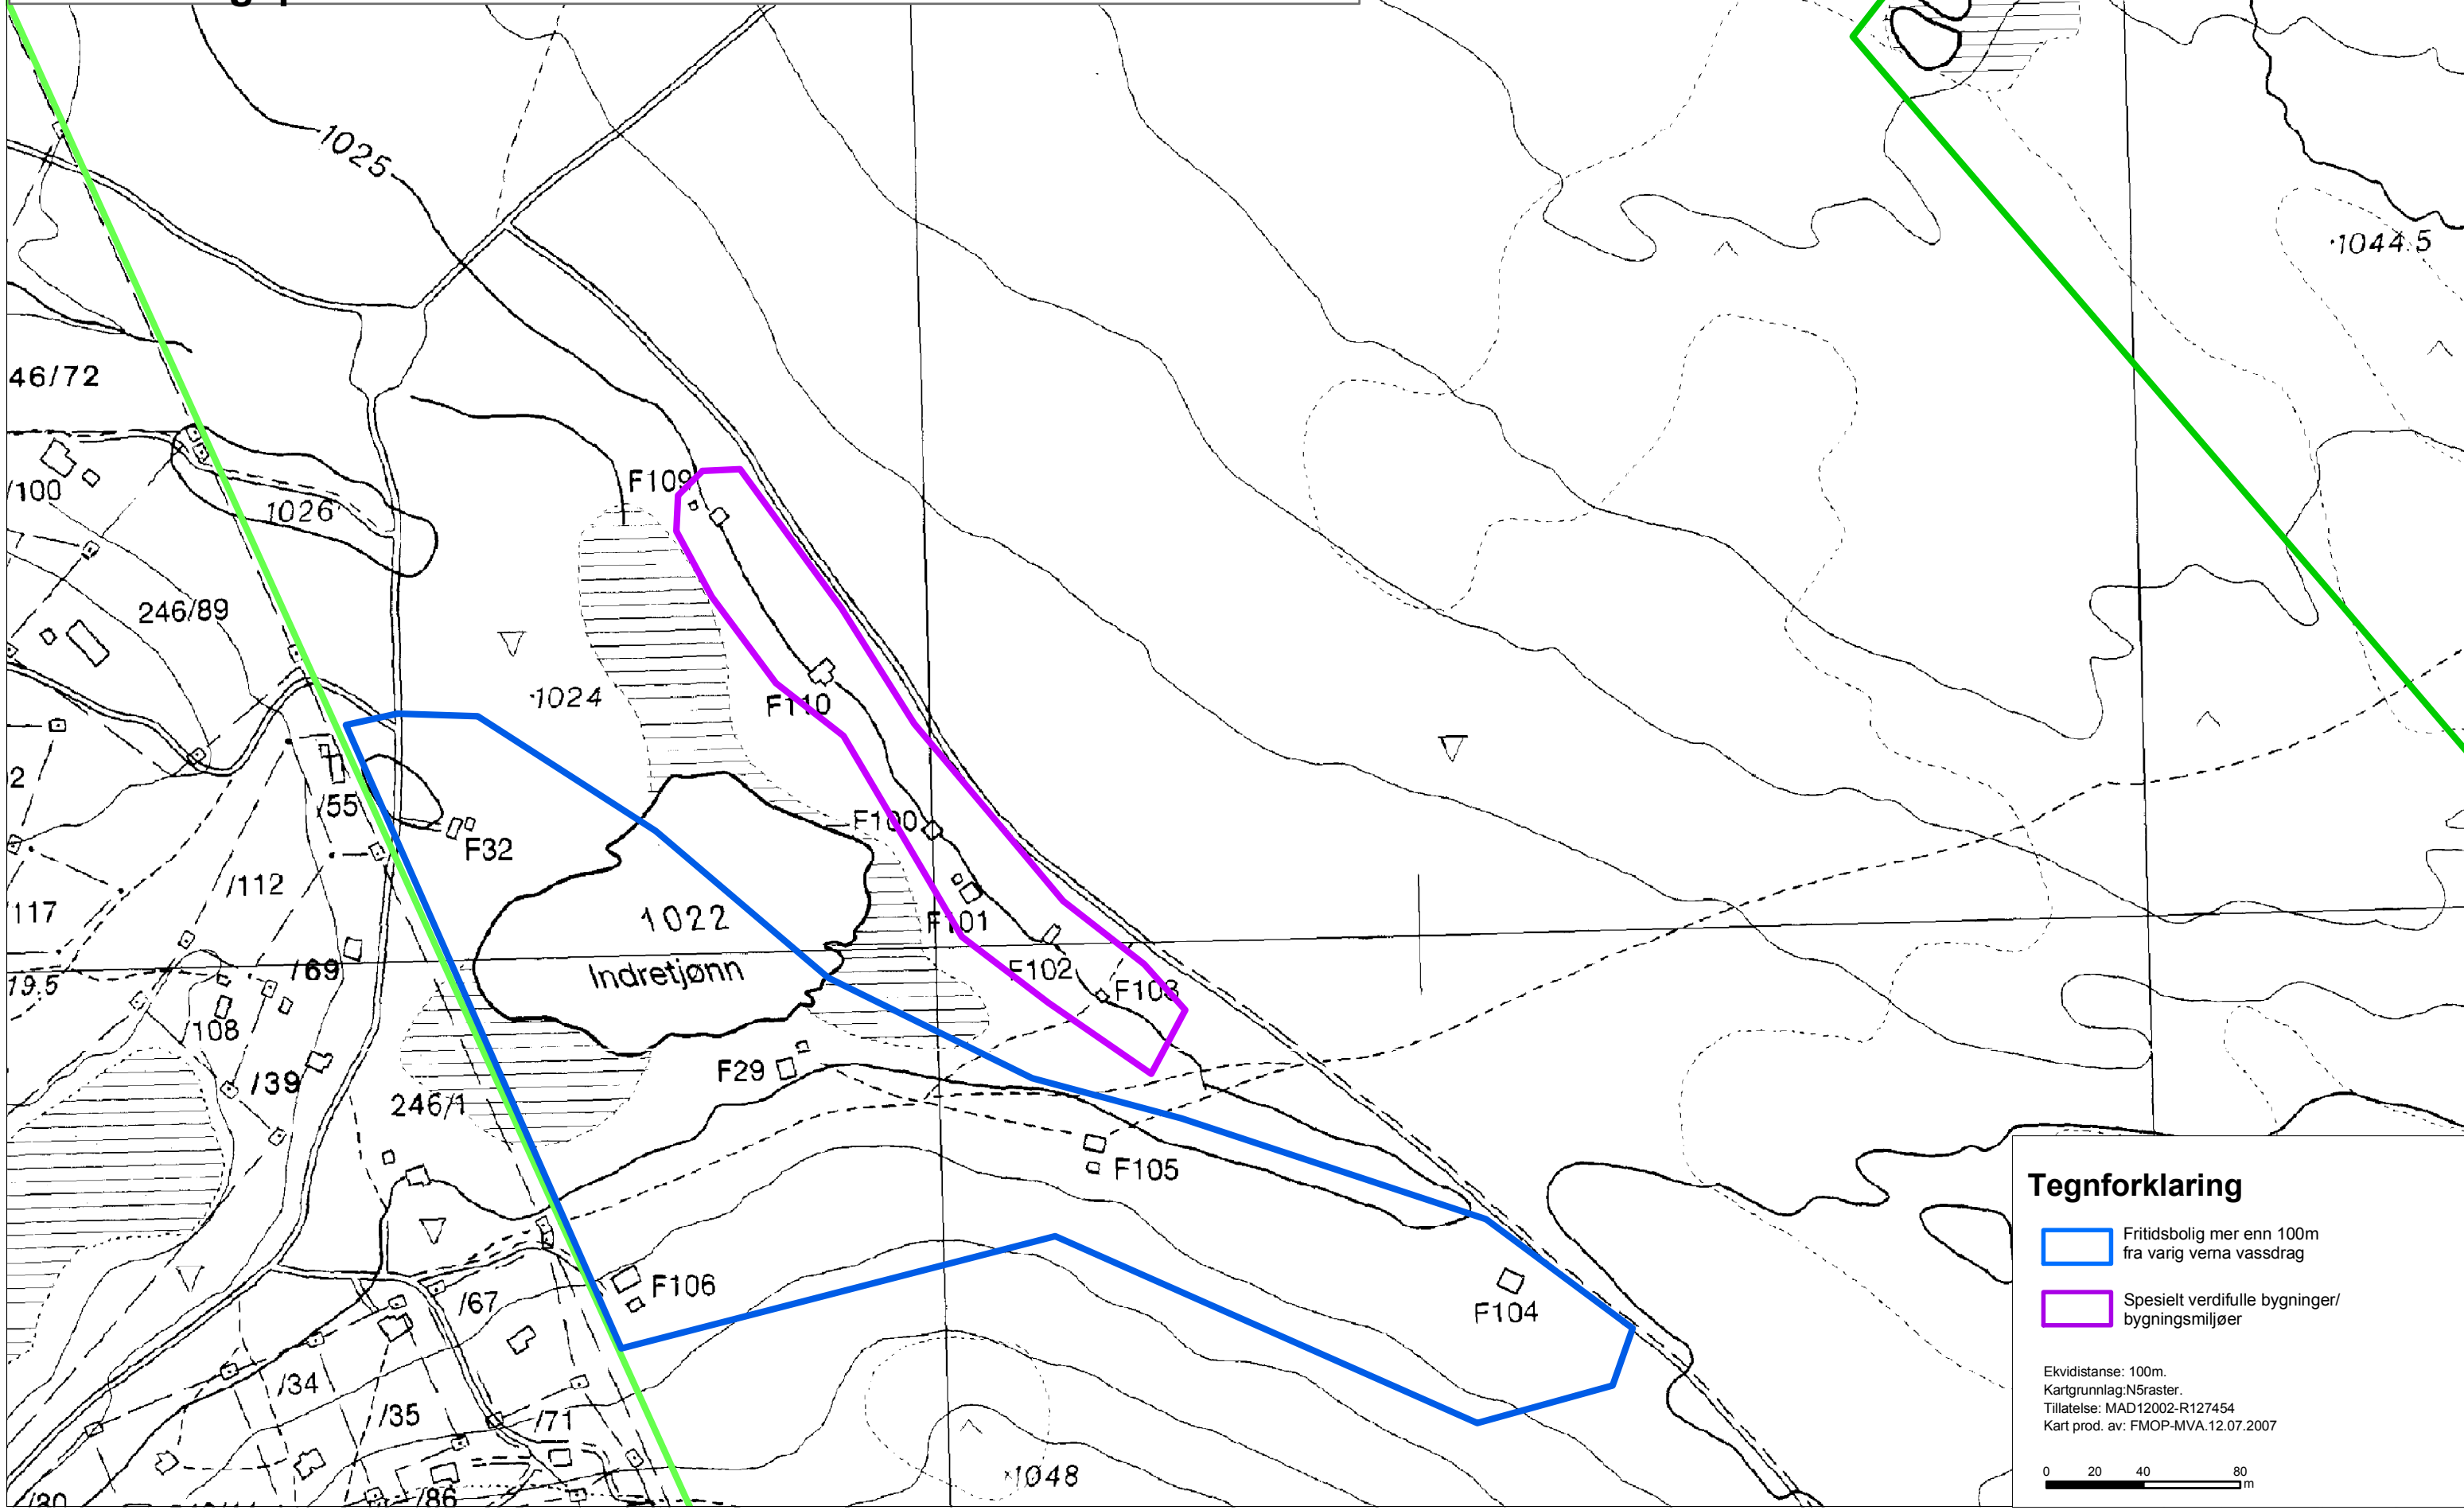 1025
1044.5
46/72
/100
1026
F109
246/89
1024
F110
2
/55
F100
F32
/112
117
1022
F101
/69
Indretjønn
F102
F103
19.5
/108
F29
/39
246/1
F105
F106
/67
F104
/34
/35
/71
1048
/86
/30
Tegnforklaring
Fritidsbolig mer enn 100m
fra varig verna vassdrag
Spesielt verdifulle bygninger/
bygningsmiljøer
Ekvidistanse: 100m.
Kartgrunnlag:N5raster.
Tillatelse: MAD12002-R127454
Kart prod. av: FMOP-MVA.12.07.2007
0 20 40 80
m